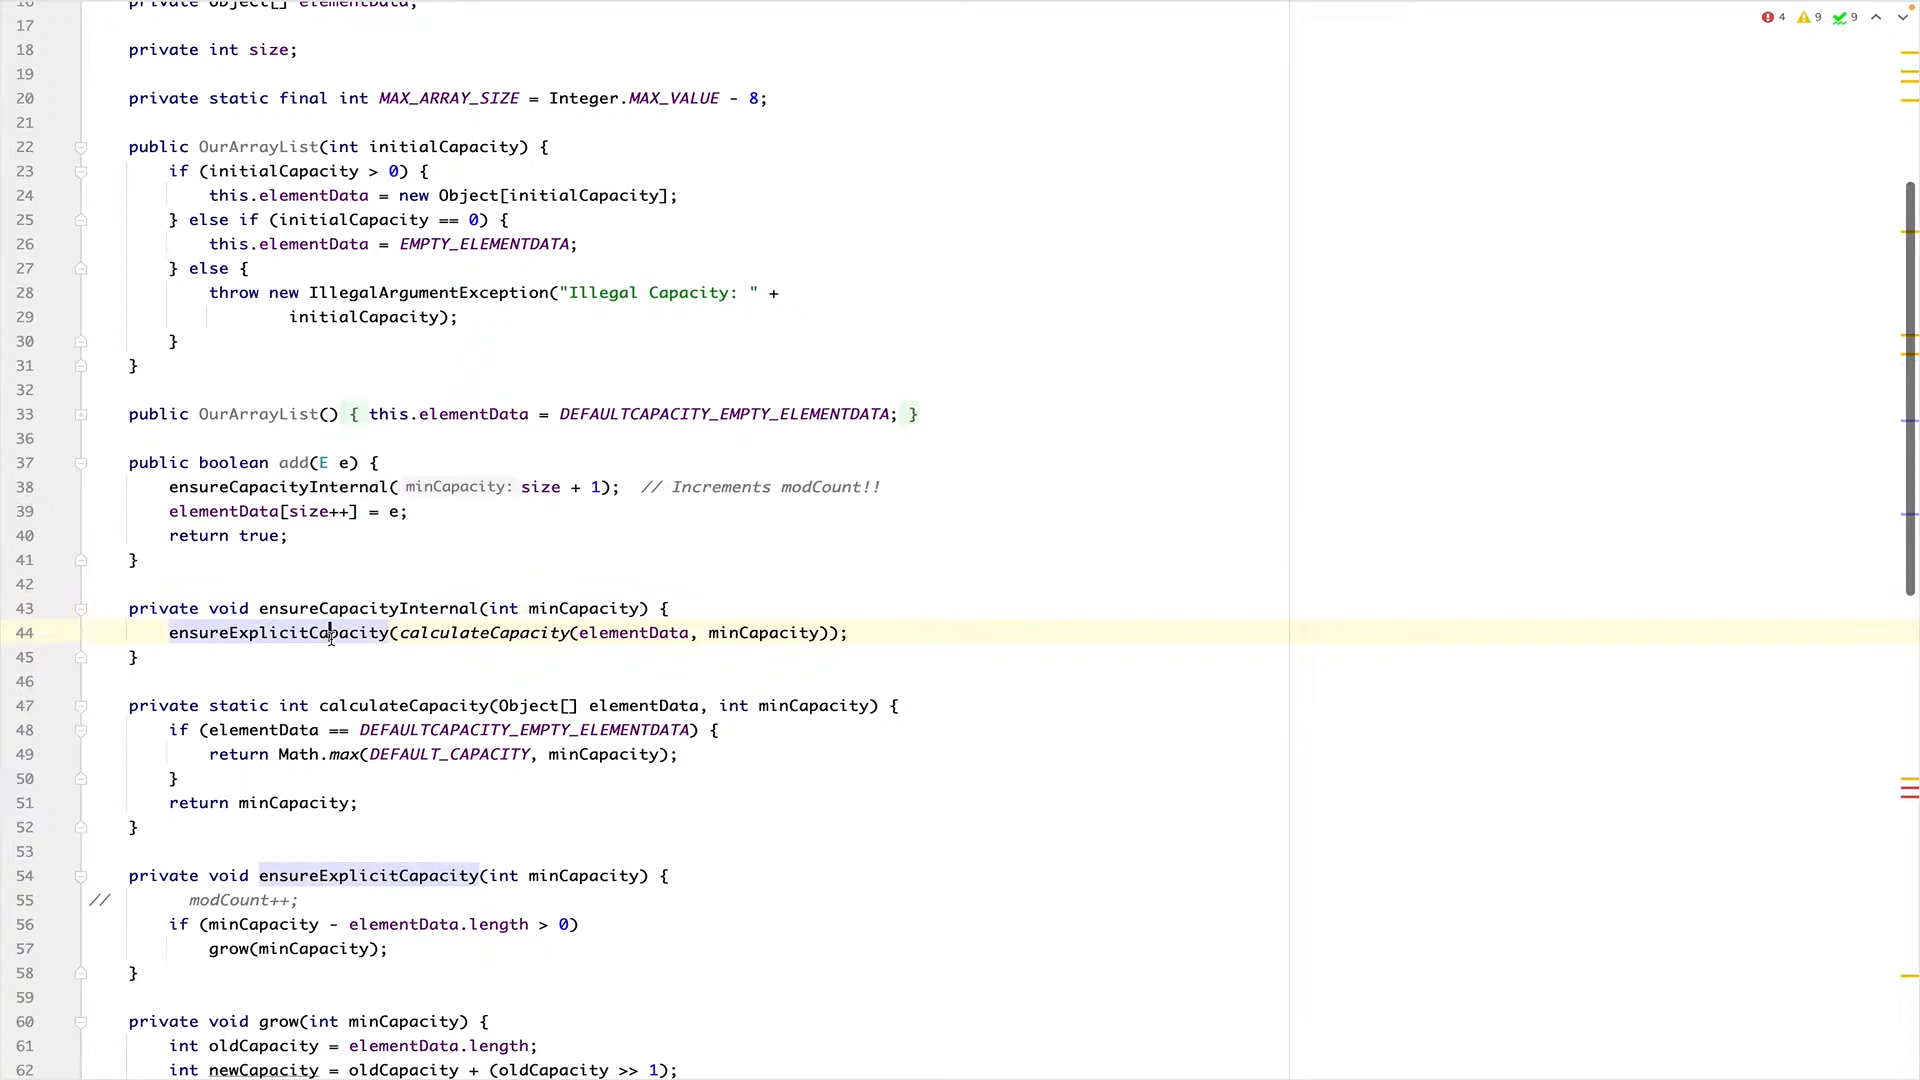 16 private Object[] elementData;
17
4 9 9
18 private int size;
19
20 private static final int MAX_ARRAY_SIZE = Integer.MAX_VALUE - 8;
21
22 public OurArrayList(int initialCapacity) {
23 if (initialCapacity > 0) {
24 this.elementData = new Object[initialCapacity];
25 } else if (initialCapacity == 0) {
26 this.elementData = EMPTY_ELEMENTDATA;
27 } else {
28 throw new IllegalArgumentException("Illegal Capacity: " +
29 initialCapacity);
30 }
31 }
32
33 public OurArrayList() { this.elementData = DEFAULTCAPACITY_EMPTY_ELEMENTDATA; }
36
37 public boolean add(E e) {
38 ensureCapacityInternal( minCapacity: size + 1); // Increments modCount!!
39 elementData[size++] = e;
40 return true;
41 }
42
43 private void ensureCapacityInternal(int minCapacity) {
44 ensureExplicitCapacity(calculateCapacity(elementData, minCapacity));
45 }
46
47 private static int calculateCapacity(Object[] elementData, int minCapacity) {
48 if (elementData == DEFAULTCAPACITY_EMPTY_ELEMENTDATA) {
49 return Math.max(DEFAULT_CAPACITY, minCapacity);
50 }
51 return minCapacity;
52 }
53
54 private void ensureExplicitCapacity(int minCapacity) {
55 // modCount++;
56 if (minCapacity - elementData.length > 0)
57 grow(minCapacity);
58 }
59
60 private void grow(int minCapacity) {
61 int oldCapacity = elementData.length;
62 int newCapacity = oldCapacity + (oldCapacity >> 1);